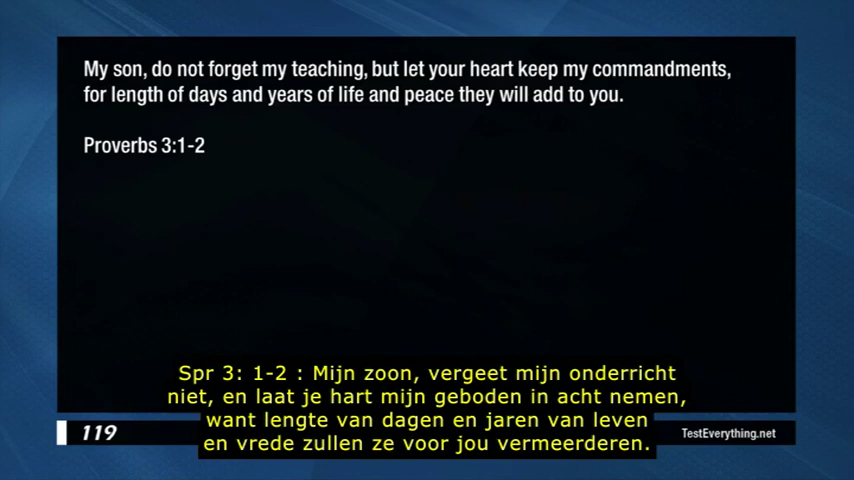 My son, do not forget my teaching, but let your heart keep my commandments,
for length of days and years of life and peace they will add to you.
Proverbs 3:1-2
Spr 3: 1-2 : Mijn zoon, vergeet mijn onderricht
niet, en laat je hart mijn geboden in acht nemen,
want lengte van dagen en jaren van leven
en vrede zullen ze voor jou vermeerderen.
119
TestEverything.net